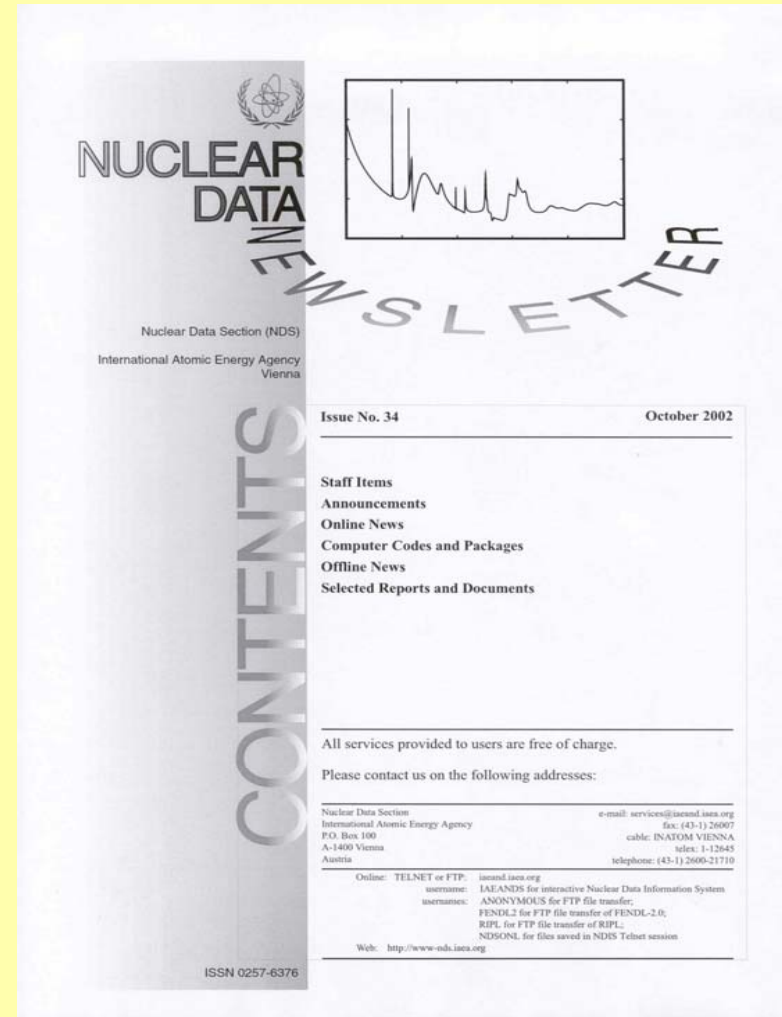 NUCLEAR
DATA
NEWSLETTER
Nuclear Data Section (NDS)
International Atomic Energy Agency
Vienna
CONTENTS
Issue No. 34 October 2002
Staff Items
Announcements
Online News
Computer Codes and Packages
Offline News
Selected Reports and Documents
All services provided to users are free of charge.
Please contact us on the following addresses:
Nuclear Data Section e-mail: services@iaeand.iaea.org
International Atomic Energy Agency fax: (43-1) 26007
P.O. Box 100 cable: INATOM VIENNA
A-1400 Vienna telex: 1-12645
Austria telephone: (43-1) 2600-21710
Online: TELNET or FTP: iaeand.iaea.org
username: IAEANDS for interactive Nuclear Data Information System
usernames: ANONYMOUS for FTP file transfer;
FENDL2 for FTP file transfer of FENDL-2.0;
RIPL for FTP file transfer of RIPL;
NDSONL for files saved in NDIS Telnet session
Web: http://www-nds.iaea.org
ISSN 0257-6376